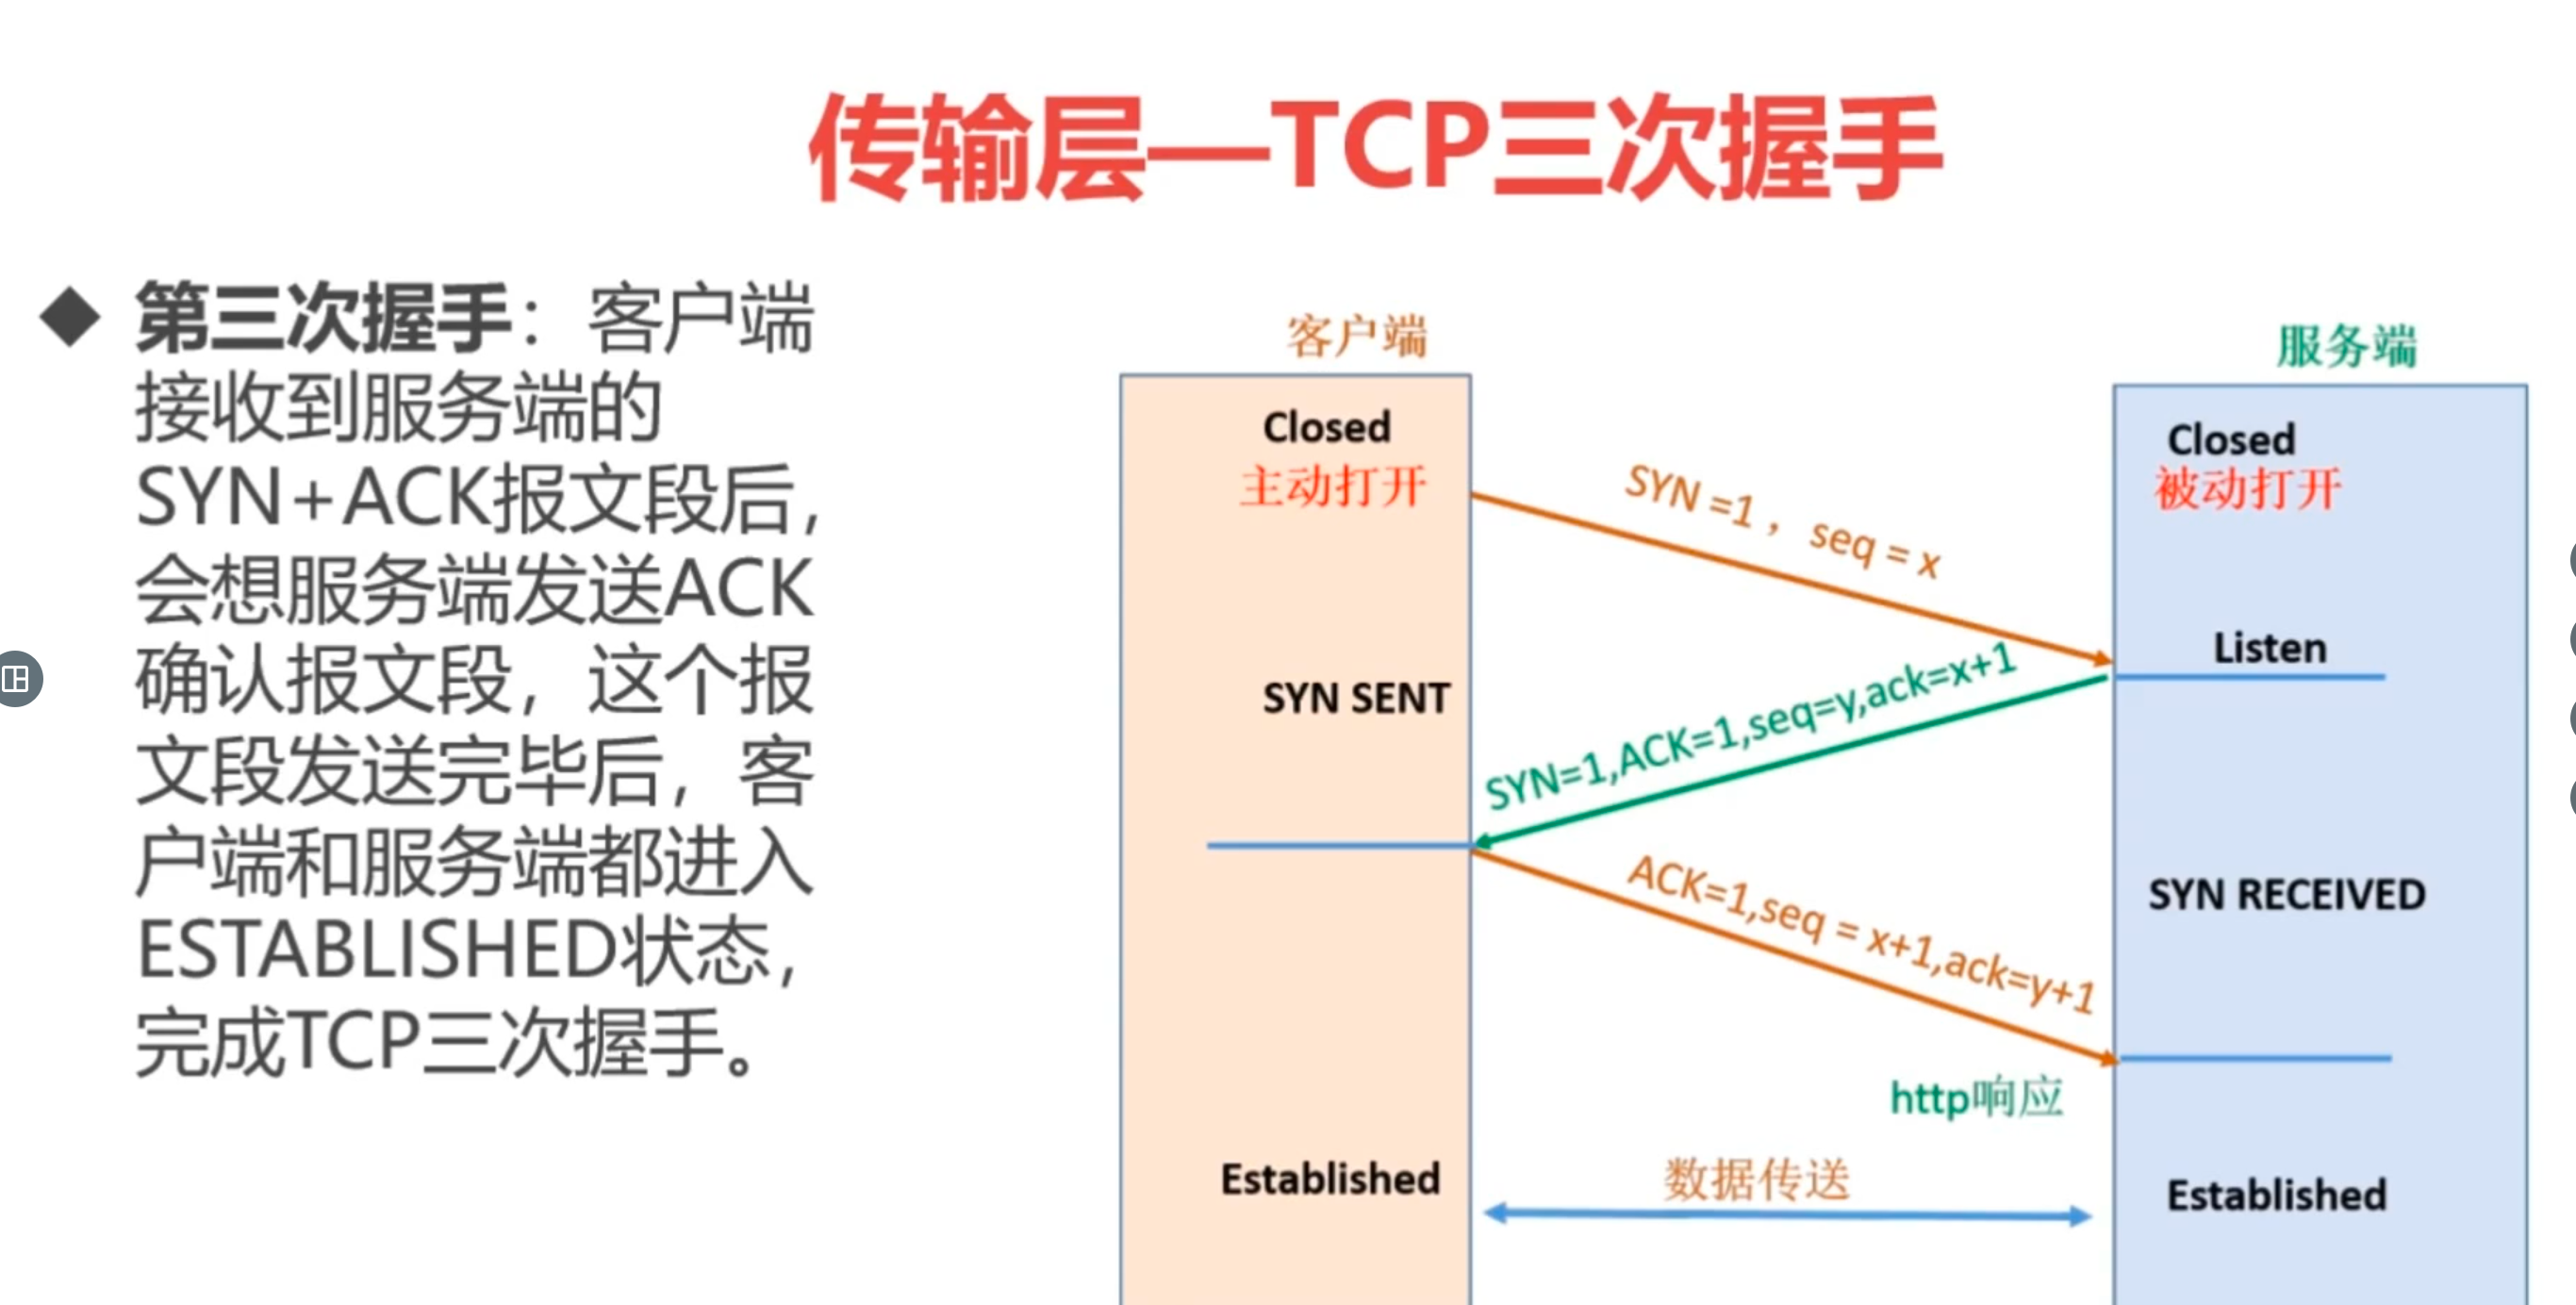 传输层—TCP三次握手
◆ 第三次握手：客户端
接收到服务端的
SYN+ACK报文段后，
会想服务端发送ACK
确认报文段，这个报
文段发送完毕后，客
户端和服务端都进入
ESTABLISHED状态，
完成TCP三次握手。
客户端
服务端
Closed
主动打开
Closed
被动打开
SYN =1 ，seq = x
Listen
SYN SENT
SYN=1,ACK=1,seq=y,ack=x+1
SYN RECEIVED
ACK=1,seq = x+1,ack=y+1
http响应
数据传送
Established
Established